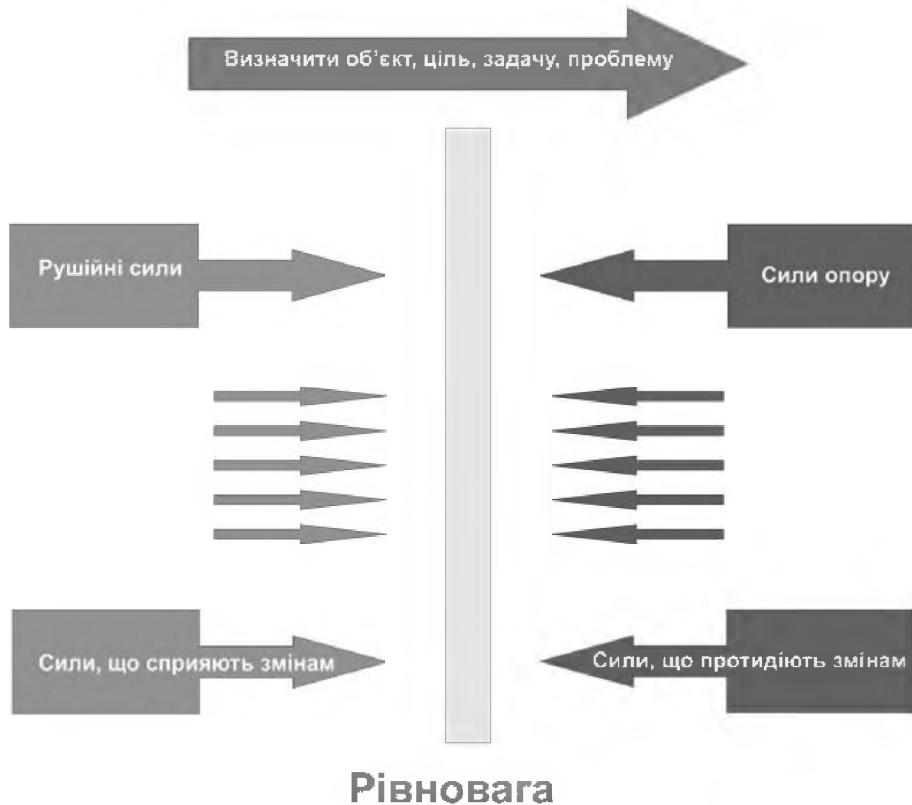 Визначити об’єкт, ціль, задачу, проблему
Рушійні сили
Сили опору
Сили, що сприяють змінам
Сили, що протидіють змінам
Рівновага